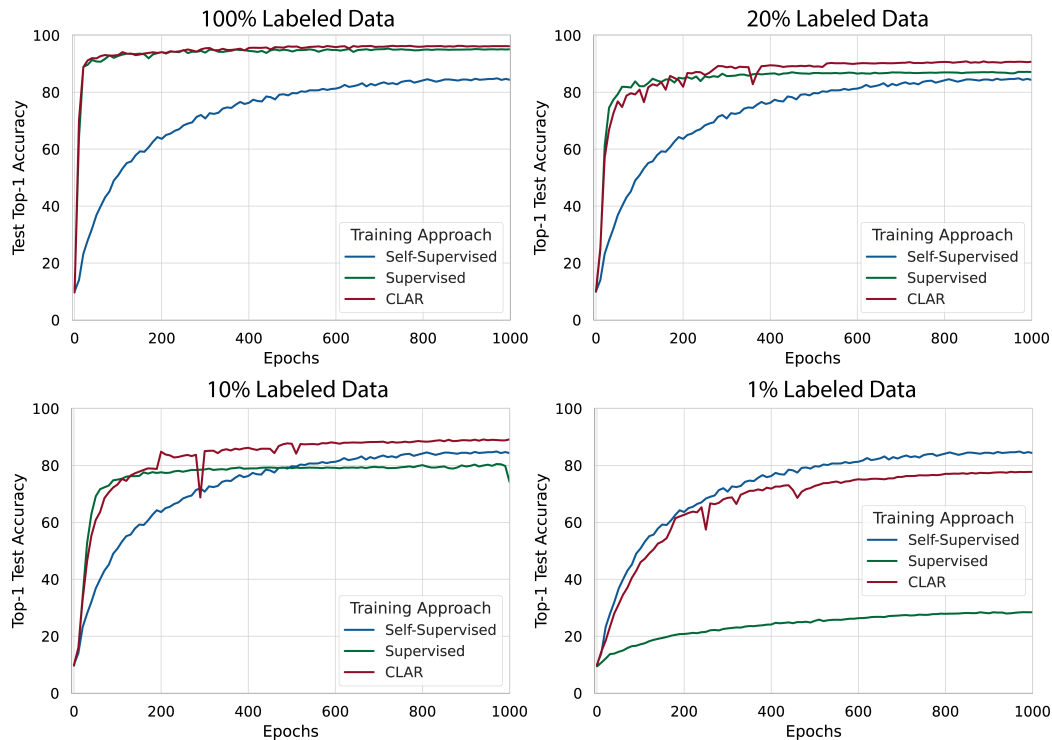 100% Labeled Data
100
80
60
40
20
0
Test Top-1 Accuracy
0 200 400 600 800 1000
Epochs
Training Approach
Self-Supervised
Supervised
CLAR
20% Labeled Data
100
80
60
40
20
0
Top-1 Test Accuracy
0 200 400 600 800 1000
Epochs
Training Approach
Self-Supervised
Supervised
CLAR
10% Labeled Data
100
80
60
40
20
0
Top-1 Test Accuracy
0 200 400 600 800 1000
Epochs
Training Approach
Self-Supervised
Supervised
CLAR
1% Labeled Data
100
80
60
40
20
0
Top-1 Test Accuracy
0 200 400 600 800 1000
Epochs
Training Approach
Self-Supervised
Supervised
CLAR